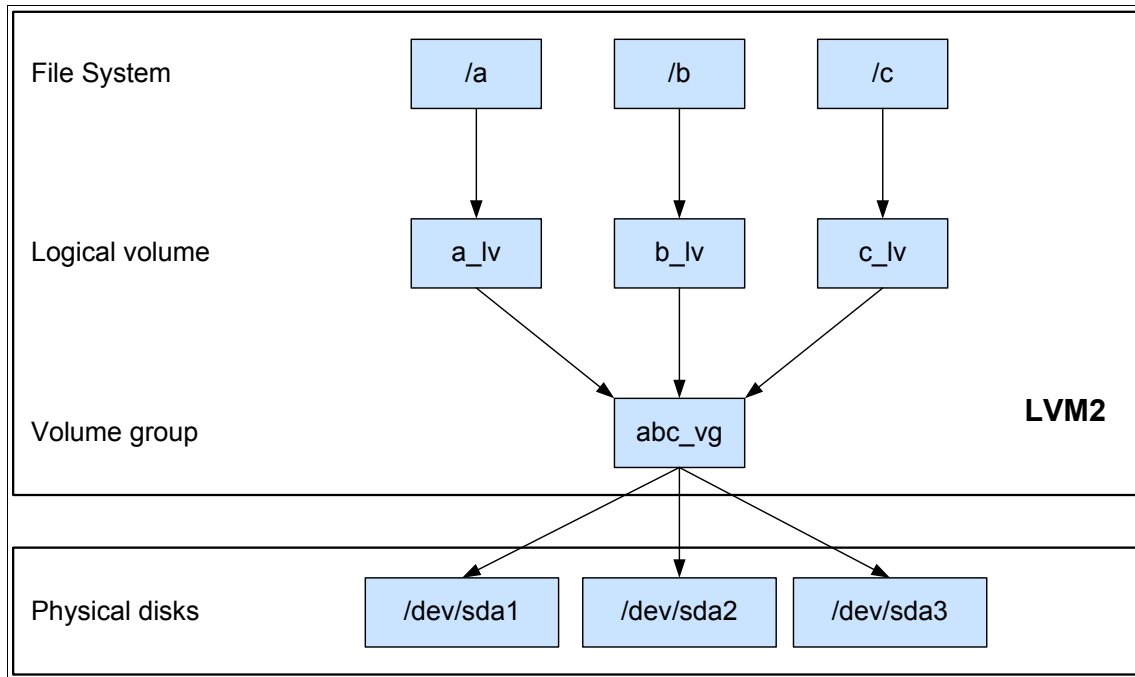 File System
/a
/b
/c
Logical volume
a_lv
b_lv
c_lv
LVM2
Volume group
abc_vg
Physical disks
/dev/sda1
/dev/sda2
/dev/sda3